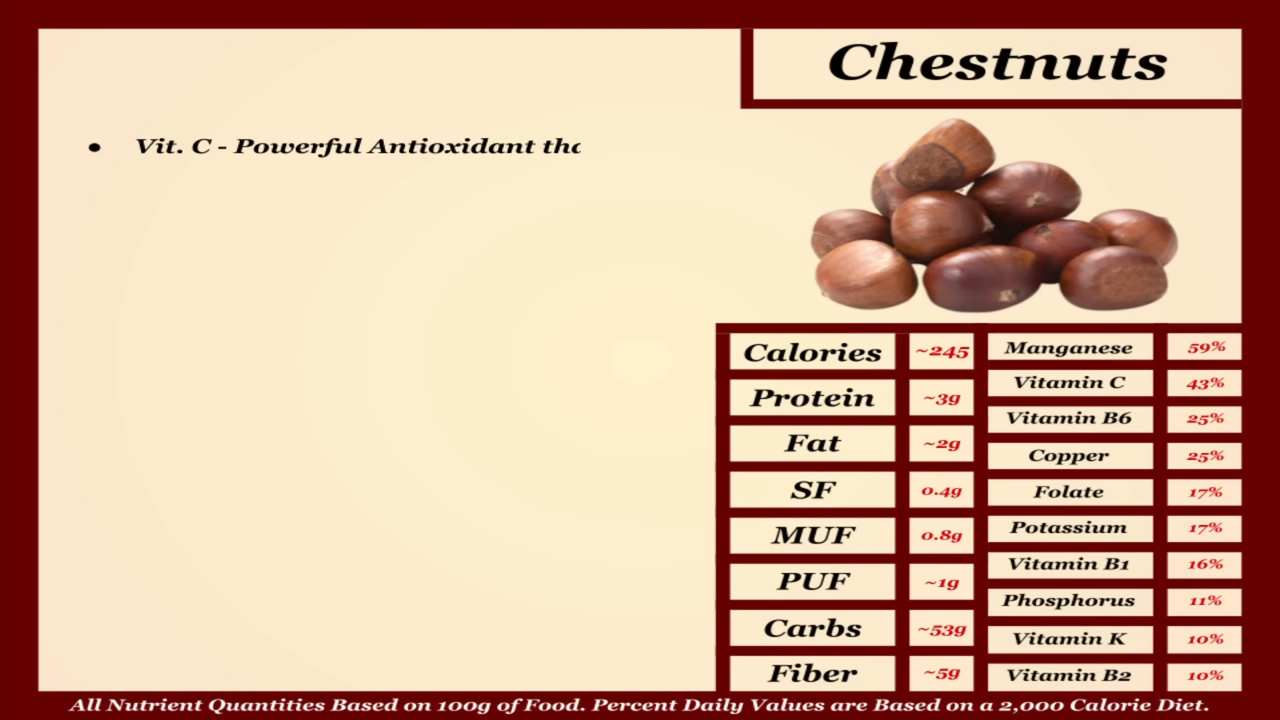 Chestnuts
• Vit. C - Powerful Antioxidant
Calories ~245
Protein ~3g
Fat ~2g
SF 0.4g
MUF 0.8g
PUF ~1g
Carbs ~53g
Fiber ~5g
Manganese 59%
Vitamin C 43%
Vitamin B6 25%
Copper 25%
Folate 17%
Potassium 17%
Vitamin B1 16%
Phosphorus 11%
Vitamin K 10%
Vitamin B2 10%
All Nutrient Quantities Based on 100g of Food. Percent Daily Values are Based on a 2,000 Calorie Diet.